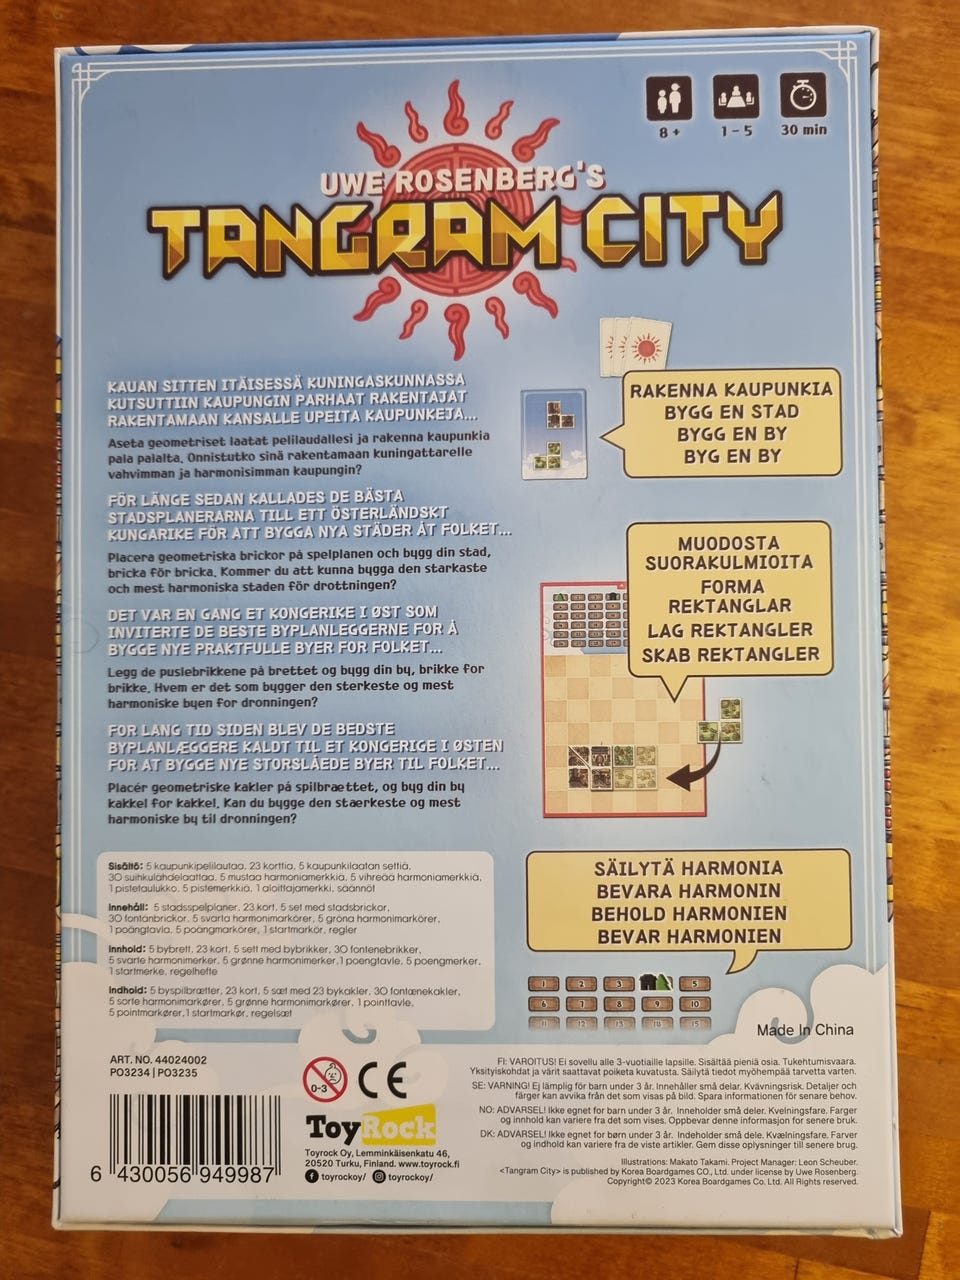 8+
1-5
30 min
UWE ROSENBERG'S
TANGRAM CITY
KAUAN SITTEN ITÄISESSÄ KUNINGASKUNNASSA
KUTSUTTIIN KAUPUNGIN PARHAAT RAKENTAJAT
RAKENTAMAAN KANSALLE UPEITA KAUPUNKEJA...
Aseta geometriset laatat pelilaudallesi ja rakenna kaupunkia
pala palalta. Onnistutko sinä rakentamaan kuningattarelle
vahvimman ja harmonisimman kaupungin?
FÖR LÄNGE SEDAN KALLADES DE BÄSTA
STADSPLANERARNA TILL ETT ÖSTERLÄNDSKT
KUNGARIKE FÖR ATT BYGGA NYA STÄDER ÅT FOLKET...
Placera geometriska brickor på spelplanen och bygg din stad,
bricka för bricka. Kommer du att kunna bygga den starkaste
och mest harmoniska staden för drottningen?
DET VAR EN GANG ET KONGERIKE I ØST SOM
INVITERTE DE BESTE BYPLANLEGGERNE FOR Å
BYGGE NYE PRAKTFULLE BYER FOR FOLKET...
Legg de puslebrikkene på brettet og bygg din by, brikke for
brikke. Hvem er det som bygger den sterkeste og mest
harmoniske byen for dronningen?
FOR LANG TID SIDEN BLEV DE BEDSTE
BYPLANLÆGGERE KALDT TIL ET KONGERIGE I ØSTEN
FOR AT BYGGE NYE STORSLÅEDE BYER TIL FOLKET...
Placér geometriske kakler på spilbrættet, og byg din by
kakkel for kakkel. Kan du bygge den stærkeste og mest
harmoniske by til dronningen?
RAKENNA KAUPUNKIA
BYGG EN STAD
BYGG EN BY
BYG EN BY
MUODOSTA
SUORAKULMIOITA
FORMA
REKTANGLAR
LAG REKTANGLER
SKAB REKTANGLER
SÄILYTÄ HARMONIA
BEVARA HARMONIN
BEHOLD HARMONIEN
BEVAR HARMONIEN
1 2 3 5
6 7 8 9 10
11 12 13 14 15
Made In China
Sisältö: 5 kaupunkipelilautaa, 23 korttia, 5 kaupunkilaatan settiä,
30 suihkulähdelaattaa, 5 mustaa harmoniamerkkiä, 5 vihreää harmoniamerkkiä,
1 pistetaulukko, 5 pistemerkkiä, 1 aloittajamerkki, säännöt
Innehåll: 5 stadsspelplaner, 23 kort, 5 set med stadsbrickor,
30 fontänbrickor, 5 svarta harmonimarkörer, 5 gröna harmonimarkörer,
1 poängtavla, 5 poängmarkörer, 1 startmarkör, regler
Innhold: 5 bybrett, 23 kort, 5 sett med bybrikker, 30 fontenebrikker,
5 svarte harmonimerker, 5 grønne harmonimerker, 1 poengtavle, 5 poengmerker,
1 startmerke, regelhefte
Indhold: 5 byspilbrætter, 23 kort, 5 sæt med 23 bykakler, 30 fontænekakler,
5 sorte harmonimarkører, 5 grønne harmonimarkører, 1 pointtavle,
5 pointmarkører, 1 startmarkør, regelsæt
ART. NO. 44024002
PO3234 | PO3235
6 430056 949987
0-3
CE
ToyRock
Toyrock Oy, Lemminkäisenkatu 46,
20520 Turku, Finland. www.toyrock.fi
toyrockoy/ toyrockoy/
FI: VAROITUS! Ei sovellu alle 3-vuotiaille lapsille. Sisältää pieniä osia. Tukehtumisvaara.
Yksityiskohdat ja värit saattavat poiketa kuvatusta. Säilytä tiedot myöhempää tarvetta varten.
SE: VARNING! Ej lämplig för barn under 3 år. Innehåller små delar. Kvävningsrisk. Detaljer och
färger kan avvika från det som visas på bild. Spara informationen för senare behov.
NO: ADVARSEL! Ikke egnet for barn under 3 år. Inneholder små deler. Kvelningsfare. Farger
og innhold kan variere fra det som vises. Oppbevar denne informasjon for senere bruk.
DK: ADVARSEL! Ikke egnet for børn under 3 år. Indeholder små dele. Kvælningsfare. Farver
og indhold kan variere fra de viste artikler. Gem disse oplysninger til senere brug.
Illustrations: Makato Takami. Project Manager: Leon Scheuber.
<Tangram City> is published by Korea Boardgames CO., Ltd. under license by Uwe Rosenberg.
Copyright© 2023 Korea Boardgames Co. Ltd. All Rights reserved.